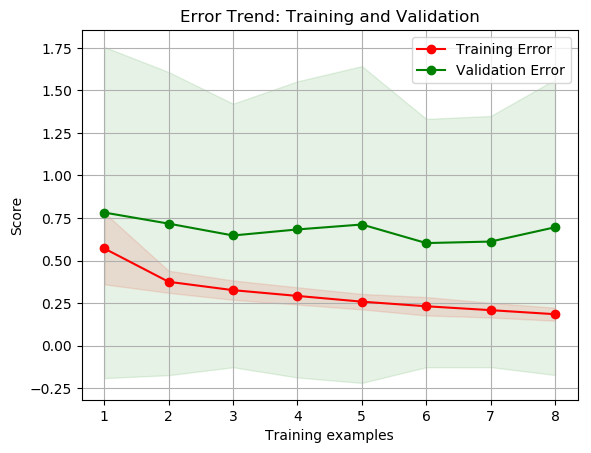 Error Trend: Training and Validation
Training Error
Validation Error
1.75
1.50
1.25
1.00
0.75
0.50
0.25
0.00
−0.25
Score
1 2 3 4 5 6 7 8
Training examples